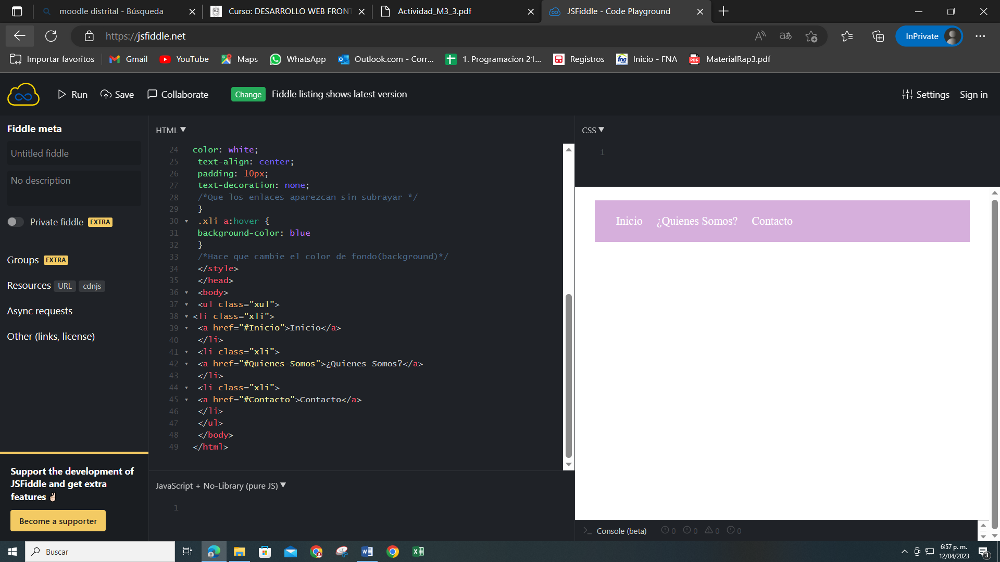 moodle distrital - Búsqueda
Curso: DESARROLLO WEB FRONT
Actividad_M3_3.pdf
JSFiddle - Code Playground
https://jsfiddle.net
InPrivate
Importar favoritos
Gmail
YouTube
Maps
WhatsApp
Outlook.com - Corr...
1. Programacion 21...
Registros
Inicio - FNA
MaterialRap3.pdf
Run
Save
Collaborate
Change
Fiddle listing shows latest version
Settings
Sign in
Fiddle meta
Untitled fiddle
No description
Private fiddle EXTRA
Groups EXTRA
Resources URL cdnjs
Async requests
Other (links, license)
Support the development of
JSFiddle and get extra
features ✌🏻
Become a supporter
HTML ▼
24 color: white;
25 text-align: center;
26 padding: 10px;
27 text-decoration: none;
28 /*Que los enlaces aparezcan sin subrayar */
29 }
30 .xli a:hover {
31 background-color: blue
32 }
33 /*Hace que cambie el color de fondo(background)*/
34 </style>
35 </head>
36 <body>
37 <ul class="xul">
38 <li class="xli">
39 <a href="#Inicio">Inicio</a>
40 </li>
41 <li class="xli">
42 <a href="#Quienes-Somos">¿Quienes Somos?</a>
43 </li>
44 <li class="xli">
45 <a href="#Contacto">Contacto</a>
46 </li>
47 </ul>
48 </body>
49 </html>
JavaScript + No-Library (pure JS) ▼
1
CSS ▼
1
Inicio ¿Quienes Somos? Contacto
Console (beta) 0 0 0 0
Buscar
6:57 p. m.
12/04/2023
3